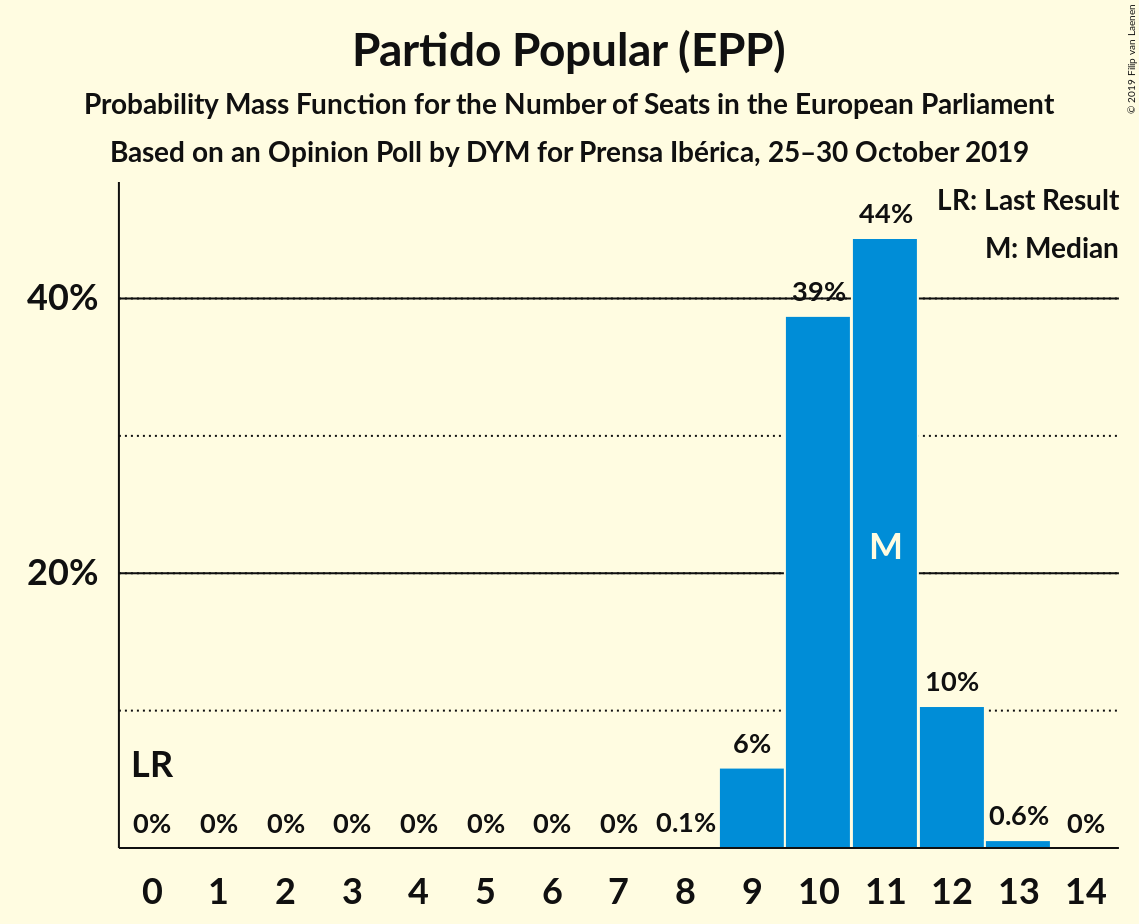 Partido Popular (EPP)
Probability Mass Function for the Number of Seats in the European Parliament
Based on an Opinion Poll by DYM for Prensa Ibérica, 25–30 October 2019
© 2019 Filip van Laenen
LR: Last Result
M: Median
44%
40%
39%
M
20%
10%
6%
LR
0% 0% 0% 0% 0% 0% 0% 0% 0.1% 0.6% 0%
0 1 2 3 4 5 6 7 8 9 10 11 12 13 14